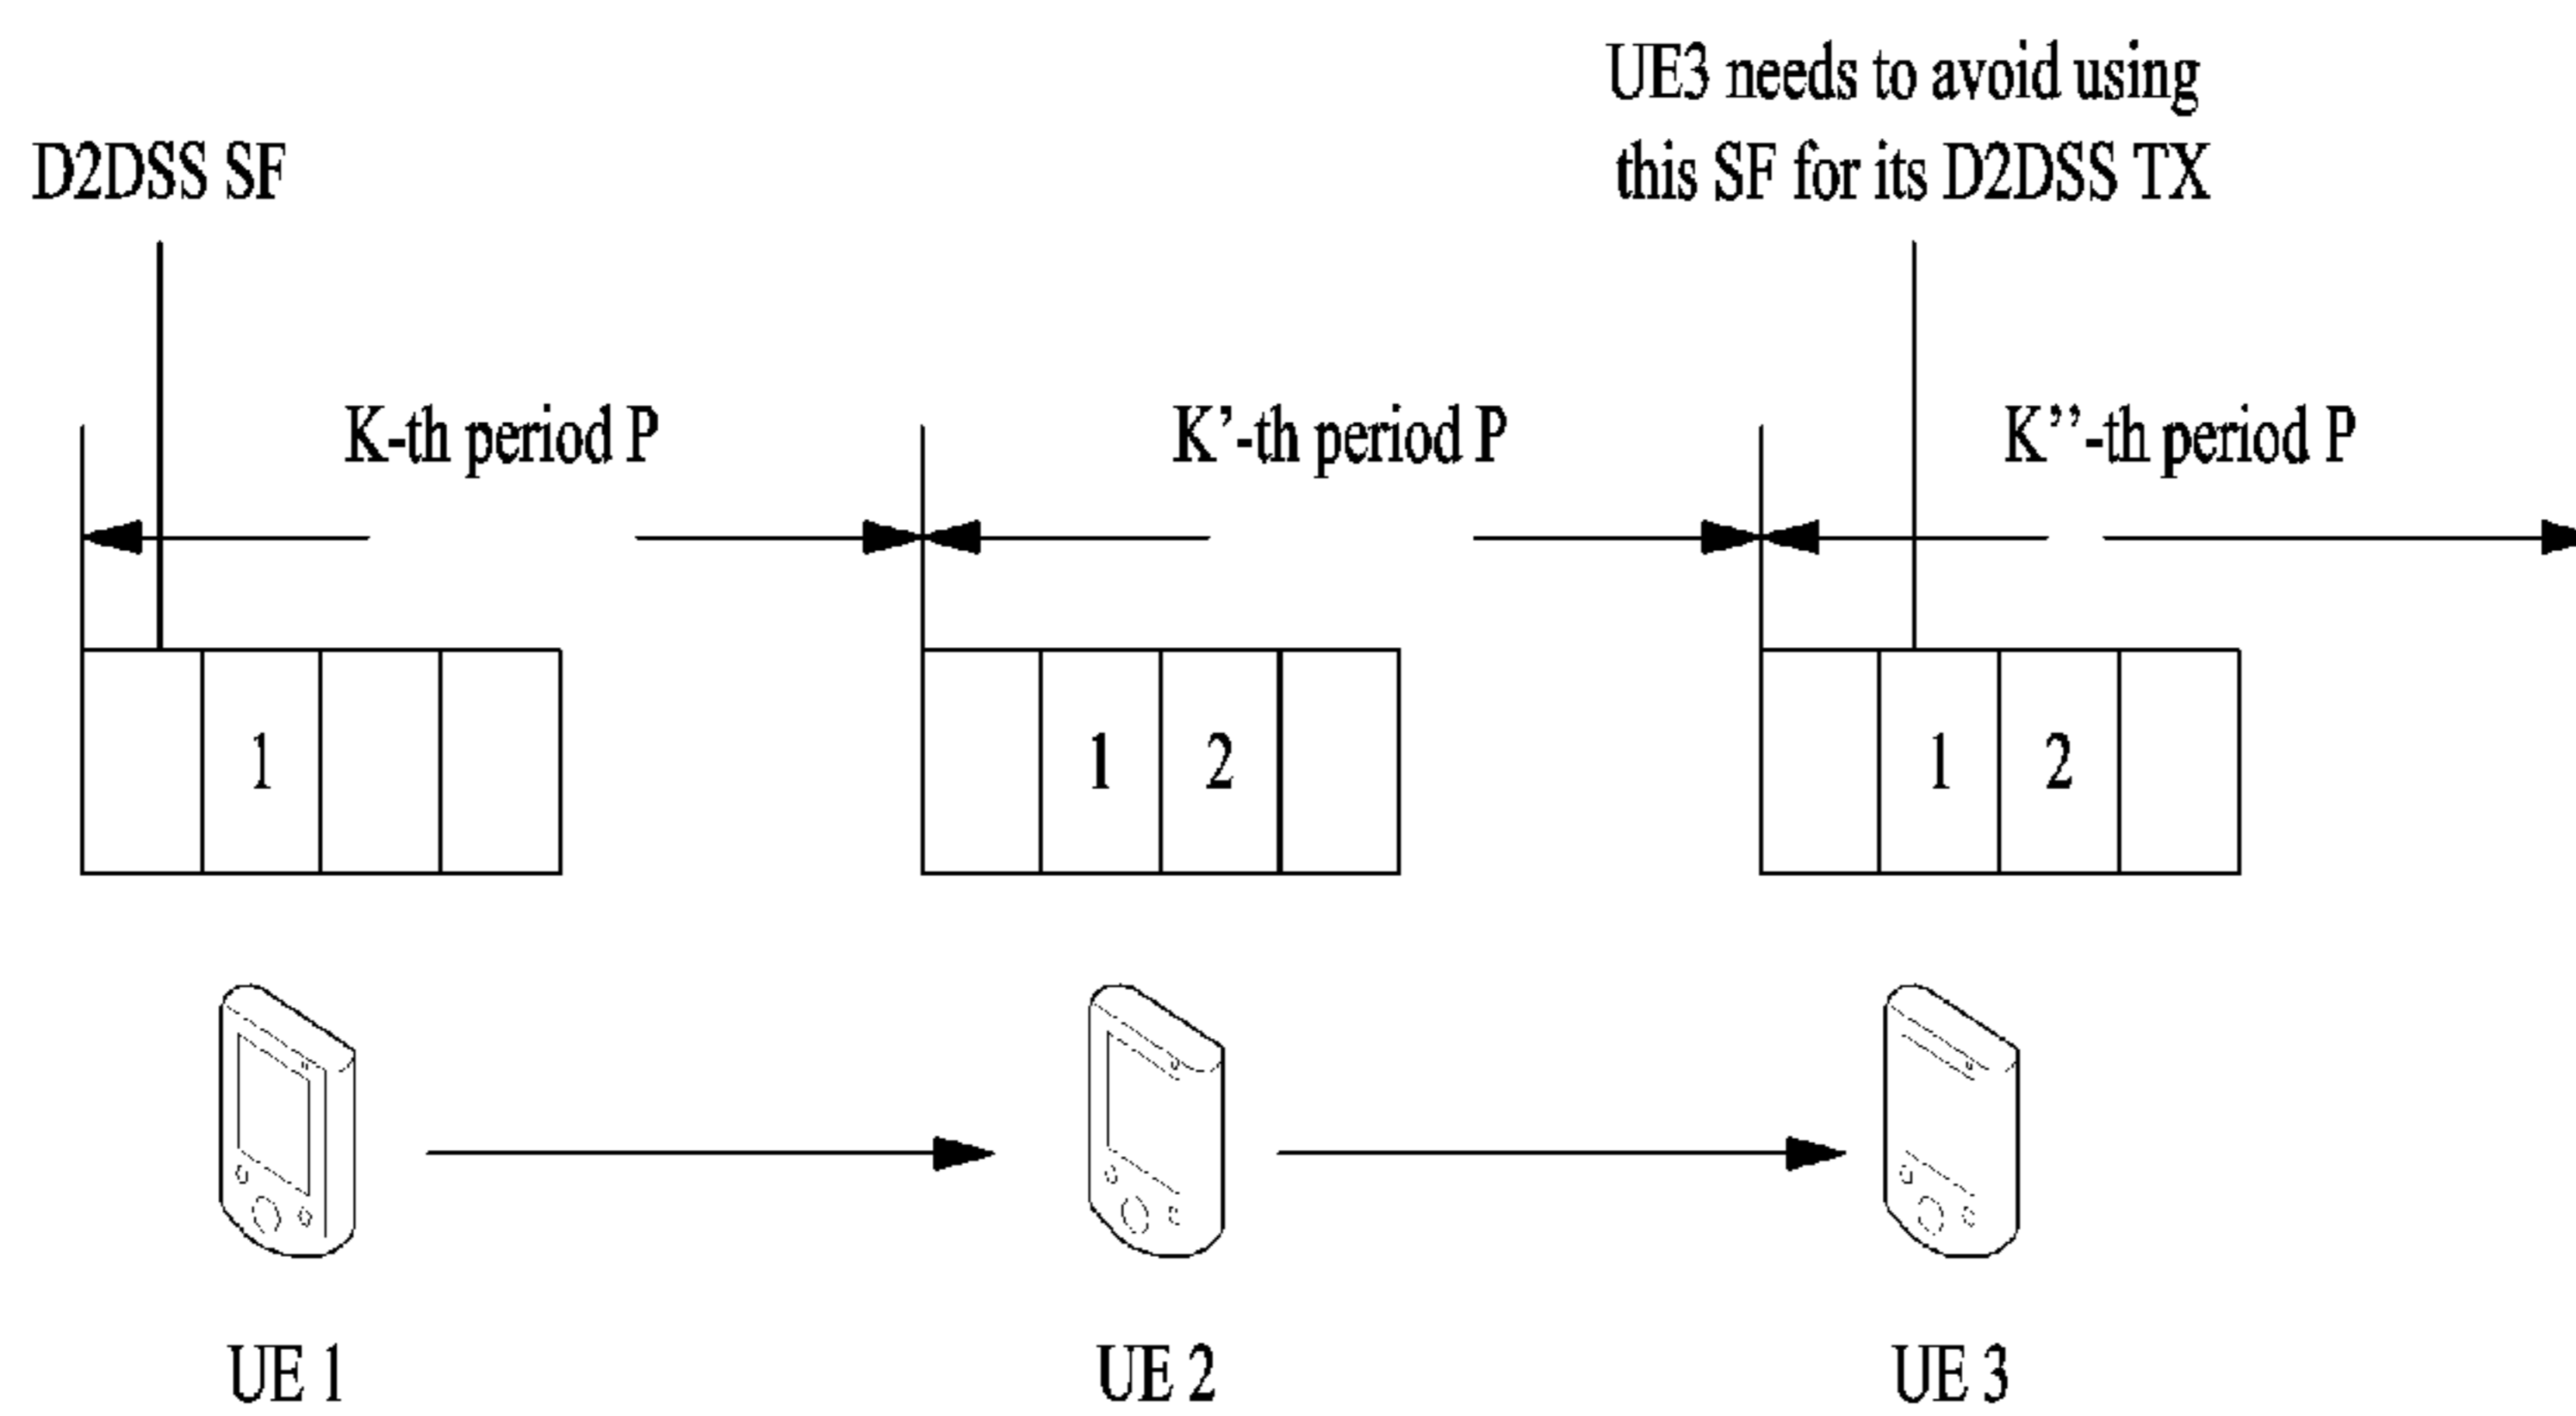 UE3 needs to avoid using
this SF for its D2DSS TX
D2DSS SF
K-th period P
K’-th period P
K’’-th period P
1
1 2
1 2
UE 1
UE 2
UE 3